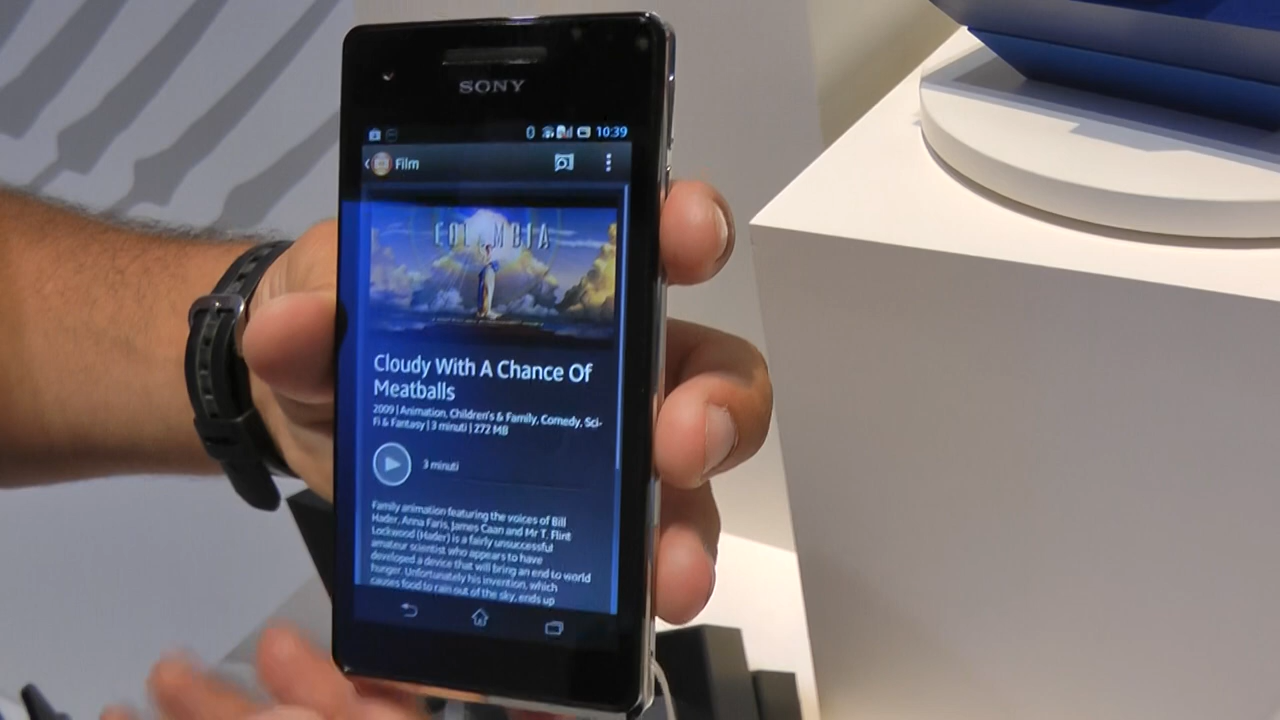 SONY
10:39
Film
COLUMBIA
Cloudy With A Chance Of
Meatballs
2009 | Animation, Children's & Family, Comedy, Sci-
Fi & Fantasy | 3 minuti | 272 MB
3 minuti
Family animation featuring the voices of Bill
Hader, Anna Faris, James Caan and Mr T. Flint
Lockwood (Hader) is a fairly unsuccessful
amateur scientist who appears to have
developed a device that will bring an end to world
hunger. Unfortunately his invention, which
causes food to rain out of the sky, ends up